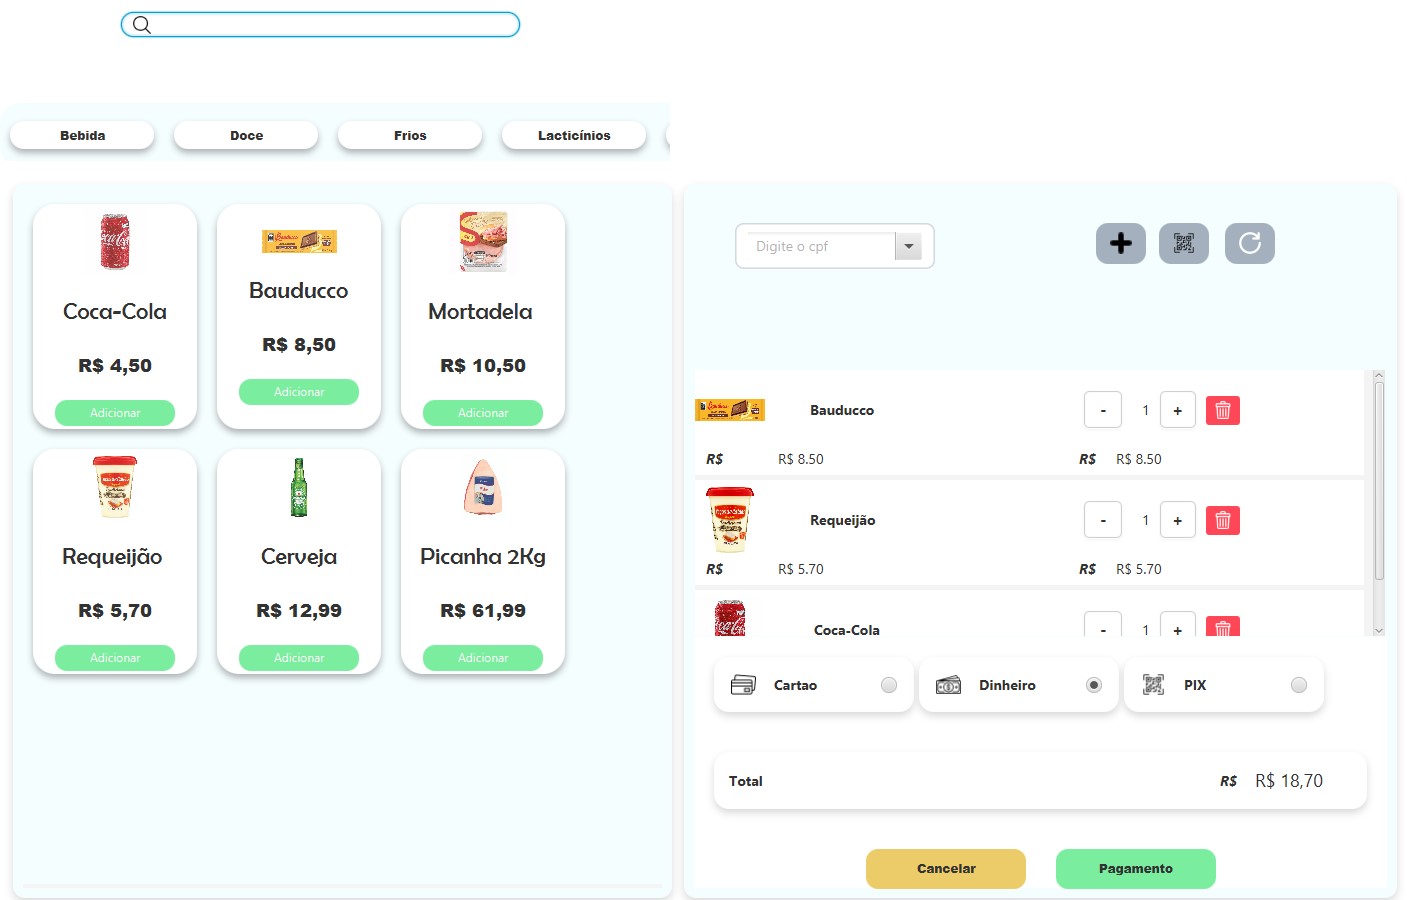 Bebida
Doce
Frios
Lacticínios
Coca-Cola
R$ 4,50
Adicionar
Bauducco
Bauducco
R$ 8,50
Adicionar
Mortadela
R$ 10,50
Adicionar
Requeijão
R$ 5,70
Adicionar
Cerveja
R$ 12,99
Adicionar
Picanha 2Kg
R$ 61,99
Adicionar
Digite o cpf
Bauducco
- 1 +
R$ R$ 8.50
R$ R$ 8.50
Requeijão
- 1 +
R$ R$ 5.70
R$ R$ 5.70
Coca-Cola
- 1 +
Cartao
Dinheiro
PIX
Total
R$ R$ 18,70
Cancelar
Pagamento